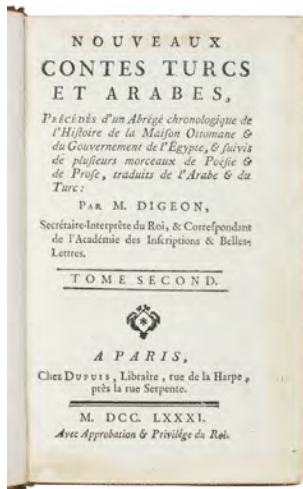 NOUVEAUX
CONTES TURCS
ET ARABES,
PRÉCÉDÉS d'un Abrégé chronologique de
l'Hiſtoire de la Maiſon Ottomane &
du Gouvernement de l'Égypte, & ſuivis
de pluſieurs morceaux de Poéſie &
de Proſe, traduits de l'Arabe & du
Turc:
PAR M. DIGEON,
Secrétaire-Interprête du Roi, & Correſpondant
de l'Académie des Inſcriptions & Belles-
Lettres.
TOME SECOND.
A PARIS,
Chez DUPUIS, Libraire, rue de la Harpe,
près la rue Serpente.
M. DCC. LXXXI.
Avec Approbation & Privilége du Roi.